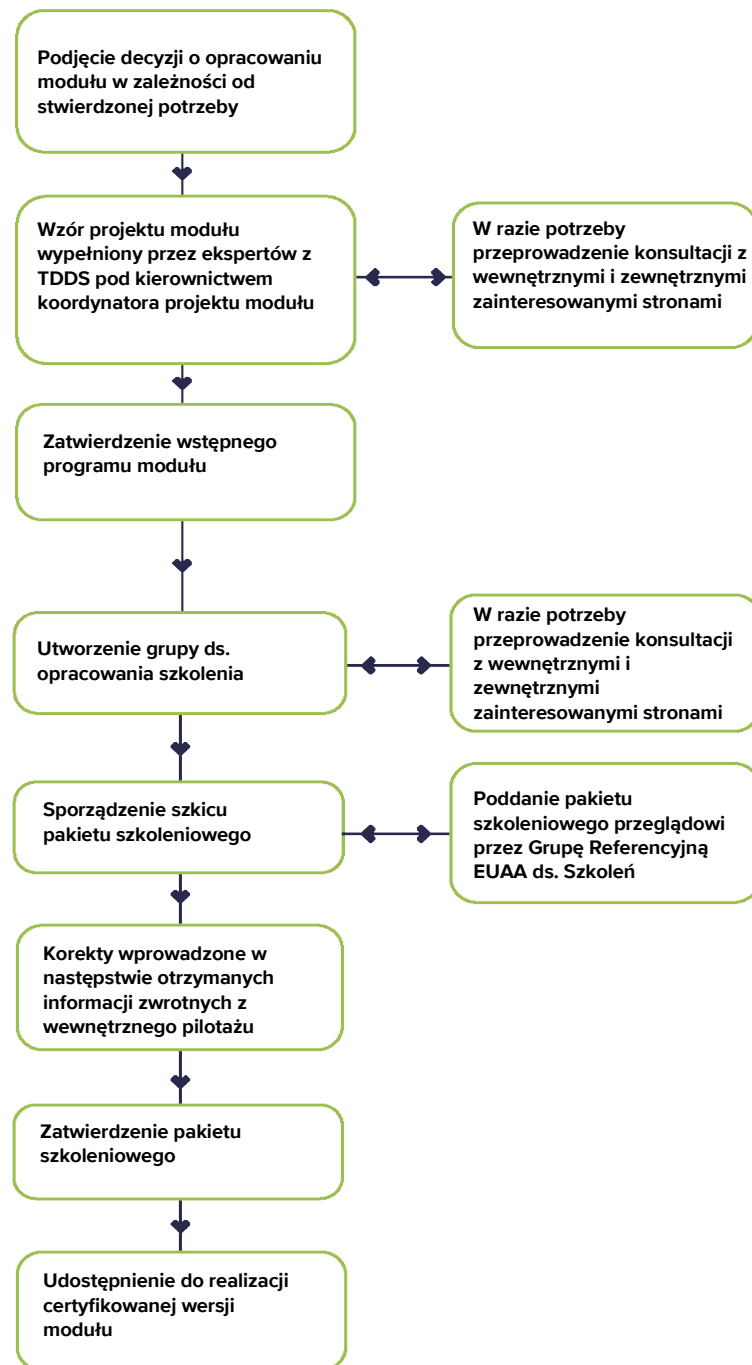 Podjęcie decyzji o opracowaniu
modułu w zależności od
stwierdzonej potrzeby
Wzór projektu modułu
wypełniony przez ekspertów z
TDDS pod kierownictwem
koordynatora projektu modułu
W razie potrzeby
przeprowadzenie konsultacji z
wewnętrznymi i zewnętrznymi
zainteresowanymi stronami
Zatwierdzenie wstępnego
programu modułu
Utworzenie grupy ds.
opracowania szkolenia
W razie potrzeby
przeprowadzenie konsultacji
z wewnętrznymi i
zewnętrznymi
zainteresowanymi stronami
Sporządzenie szkicu
pakietu szkoleniowego
Poddanie pakietu
szkoleniowego przeglądowi
przez Grupę Referencyjną
EUAA ds. Szkoleń
Korekty wprowadzone w
następstwie otrzymanych
informacji zwrotnych z
wewnętrznego pilotażu
Zatwierdzenie pakietu
szkoleniowego
Udostępnienie do realizacji
certyfikowanej wersji
modułu